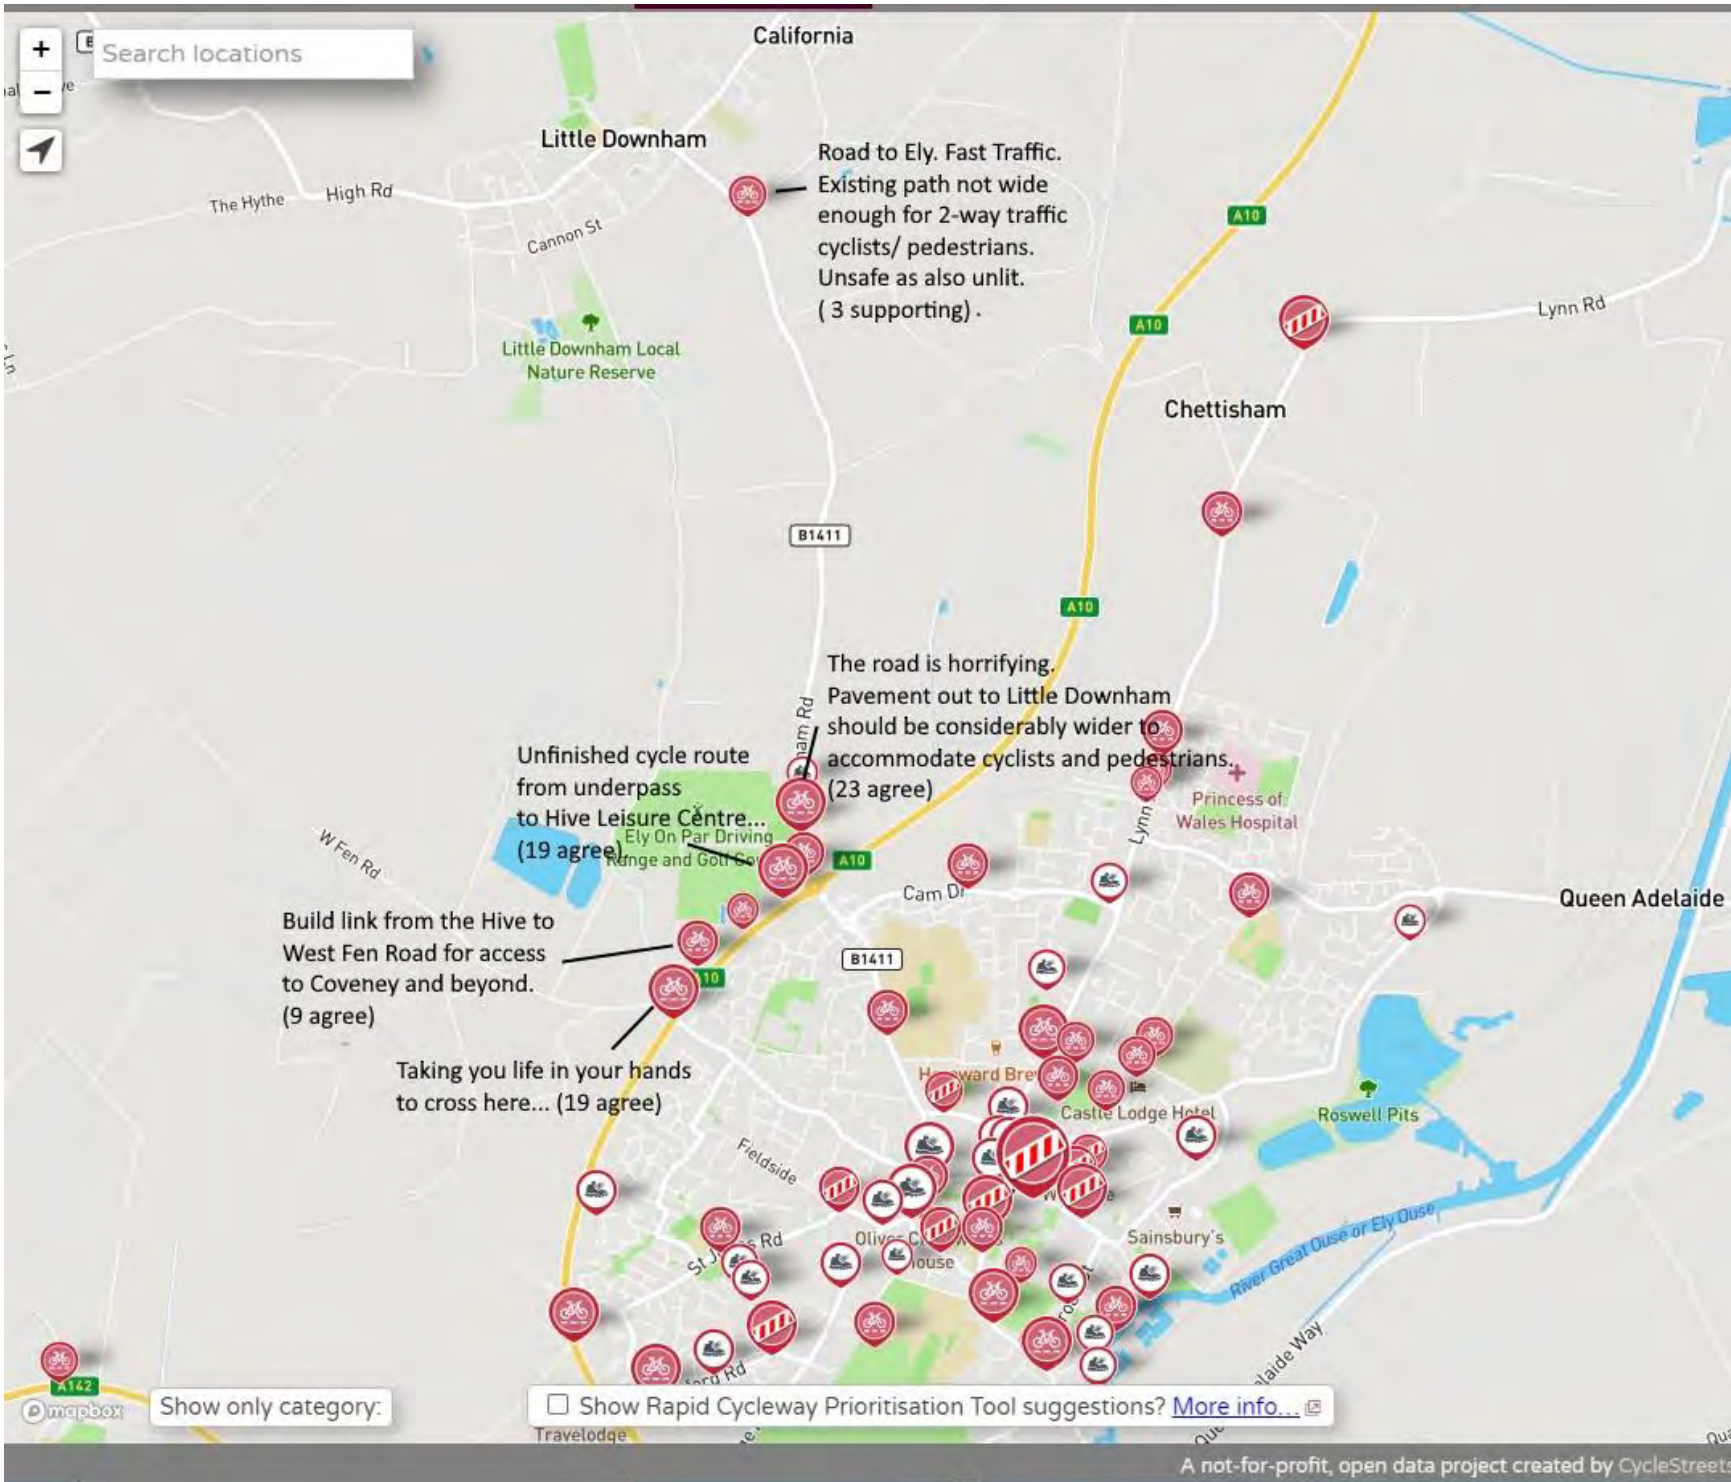 California
+
Search locations
−
Little Downham
Road to Ely. Fast Traffic.
Existing path not wide
enough for 2-way traffic
cyclists/ pedestrians.
Unsafe as also unlit.
( 3 supporting) .
The Hythe
High Rd
Cannon St
A10
Lynn Rd
A10
Little Downham Local
Nature Reserve
Chettisham
B1411
A10
The road is horrifying.
Pavement out to Little Downham
should be considerably wider to
accommodate cyclists and pedestrians.
(23 agree)
Unfinished cycle route
from underpass
to Hive Leisure Centre...
(19 agree)
Ely On Par Driving
Range and Golf
Princess of
Wales Hospital
Lynn
W Fen Rd
A10
Cam Dr
Queen Adelaide
Build link from the Hive to
West Fen Road for access
to Coveney and beyond.
(9 agree)
B1411
10
Taking you life in your hands
to cross here... (19 agree)
Castle Lodge Hotel
Roswell Pits
Fieldside
Sainsbury's
River Great Ouse or Ely Ouse
A142
mapbox
Show only category:
Show Rapid Cycleway Prioritisation Tool suggestions? More info...
Travelodge
A not-for-profit, open data project created by CycleStreets